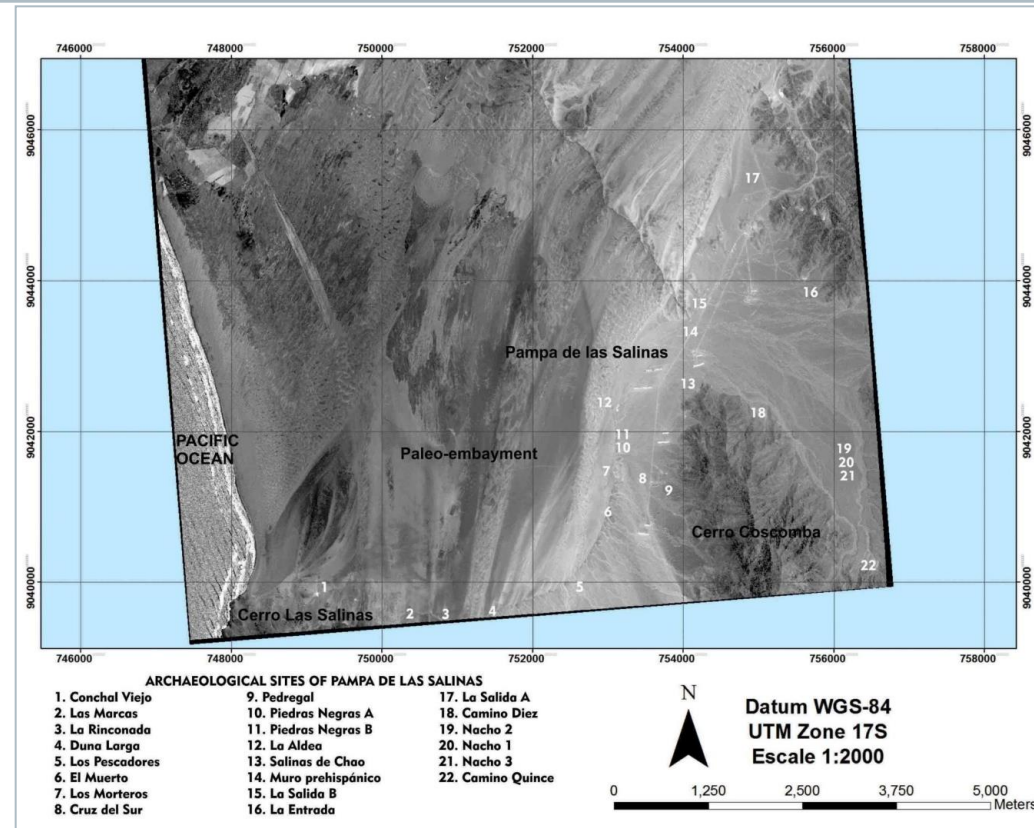 746000 748000 750000 752000 754000 756000 758000
9046000 9046000
17
9044000 9044000
16
15
14
Pampa de las Salinas
13
12
18
9042000 9042000
PACIFIC
OCEAN
11
10
19
Paleo-embayment
20
7
8
21
9
6
Cerro Coscomba
22
9040000 9040000
1
5
Cerro Las Salinas
2 3 4
746000 748000 750000 752000 754000 756000 758000
ARCHAEOLOGICAL SITES OF PAMPA DE LAS SALINAS
1. Conchal Viejo
2. Las Marcas
3. La Rinconada
4. Duna Larga
5. Los Pescadores
6. El Muerto
7. Los Morteros
8. Cruz del Sur
9. Pedregal
10. Piedras Negras A
11. Piedras Negras B
12. La Aldea
13. Salinas de Chao
14. Muro prehispánico
15. La Salida B
16. La Entrada
17. La Salida A
18. Camino Diez
19. Nacho 2
20. Nacho 1
21. Nacho 3
22. Camino Quince
N
Datum WGS-84
UTM Zone 17S
Escale 1:2000
0 1,250 2,500 3,750 5,000
Meters